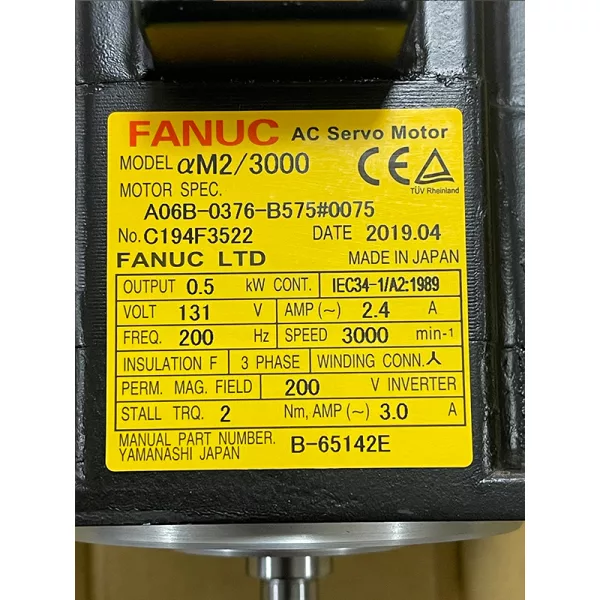 FANUC AC Servo Motor
MODEL αM2/3000
MOTOR SPEC.
A06B-0376-B575#0075
CE TÜV Rheinland
No. C194F3522 DATE 2019.04
FANUC LTD MADE IN JAPAN
OUTPUT 0.5 kW CONT. IEC34-1/A2:1989
VOLT 131 V AMP (~) 2.4 A
FREQ. 200 Hz SPEED 3000 min-1
INSULATION F 3 PHASE WINDING CONN.
PERM. MAG. FIELD 200 V INVERTER
STALL TRQ. 2 Nm, AMP (~) 3.0 A
MANUAL PART NUMBER. B-65142E
YAMANASHI JAPAN